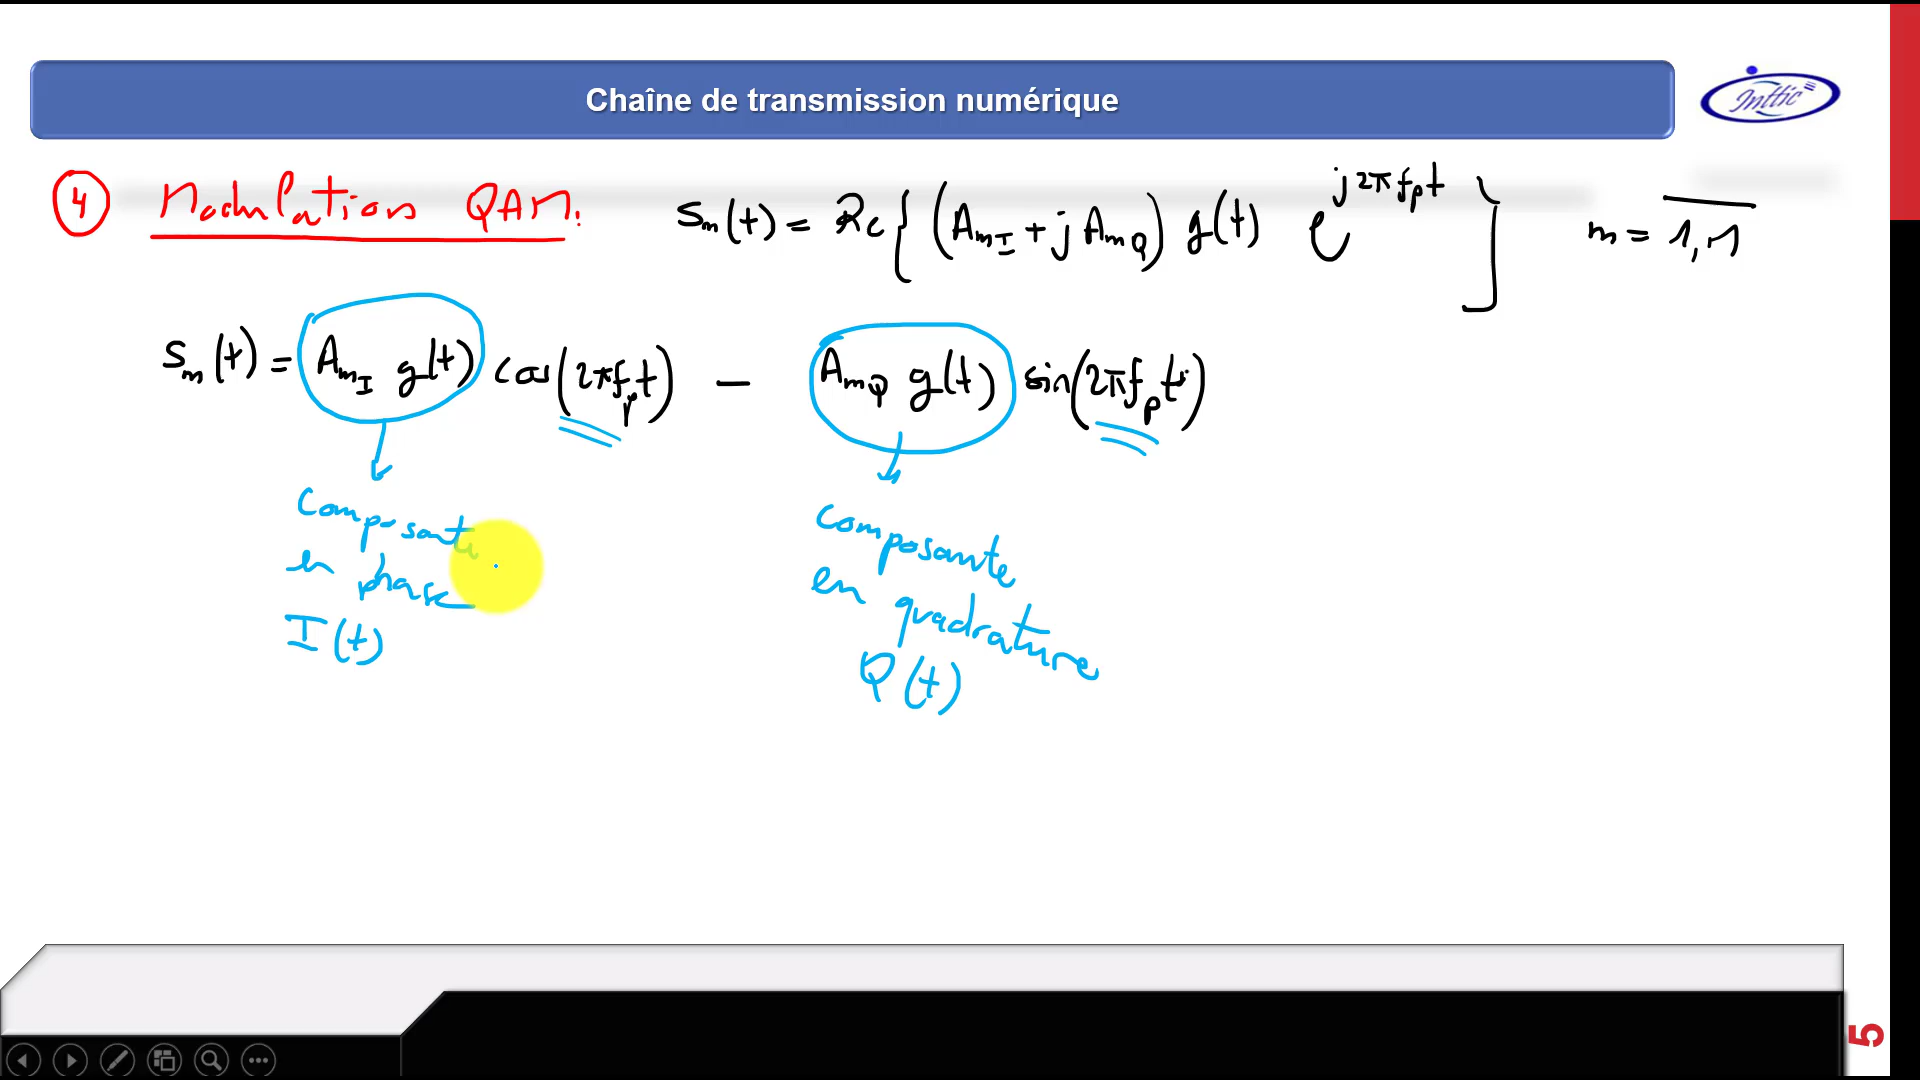 Chaîne de transmission numérique
Inttic
4 Modulation QAM: Sm(t) = Re{(AmI + j AmQ) g(t) e^{j2πfpt}} m = 1,M
Sm(t) = AmI g(t) cos(2πfpt) − AmQ g(t) sin(2πfpt)
Composante
en phase
I(t)
Composante
en quadrature
Q(t)
5